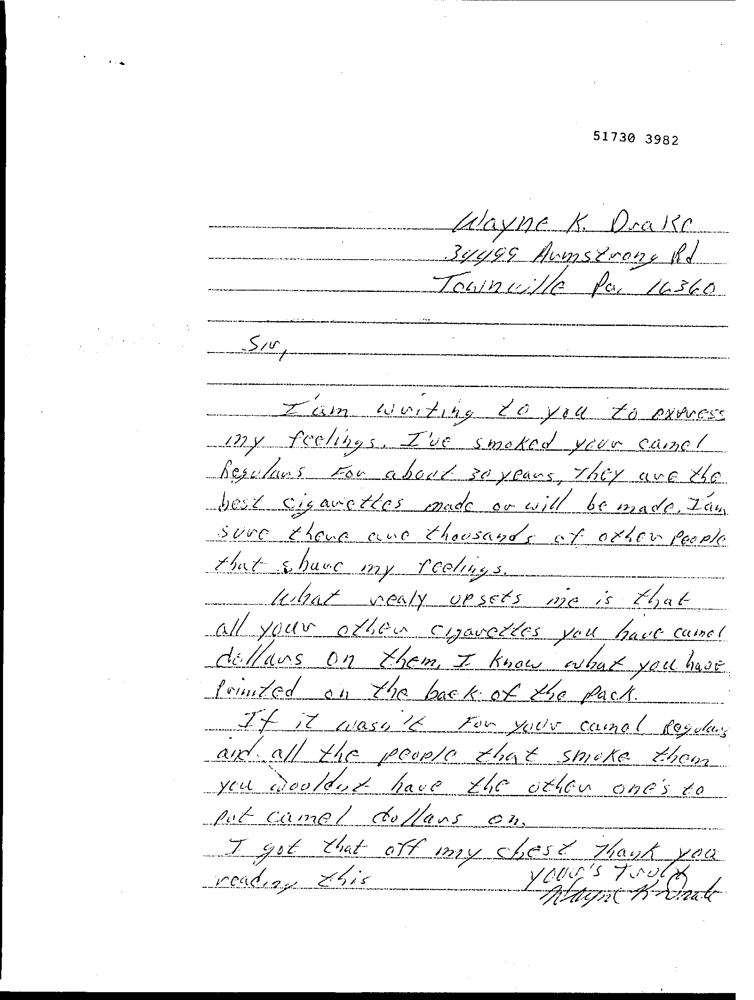 51730 3982
Wayne K. Drake
34499 Armstrong Rd
Townville Pa. 16360
Sir,
I'am writing to you to express
my feelings. I've smoked your camel
Regulars For about 30 years, They are the
best cigarettes made or will be made. I'am
sure there are thousands of other People
that share my feelings.
What realy upsets me is that
all your other cigarettes you have camel
dollars on them, I know what you have
Printed on the back of the pack.
If it wasn't For your camel Regulars
and all the people that smoke them
you wouldnt have the other one's to
put camel dollars on.
I got that off my chest Thank you
reading this
your's Truly
Wayne K Drake